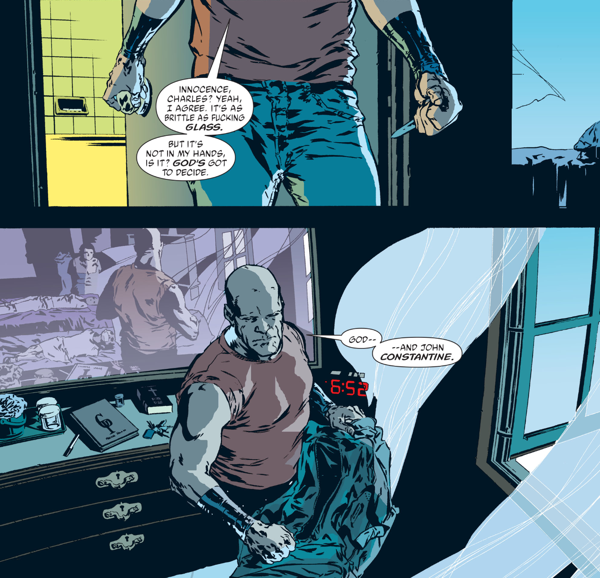 INNOCENCE,
CHARLES? YEAH,
I AGREE. IT'S AS
BRITTLE AS FUCKING
GLASS.
BUT IT'S
NOT IN MY HANDS,
IS IT? GOD'S GOT
TO DECIDE.
GOD--
--AND JOHN
CONSTANTINE.
6:52